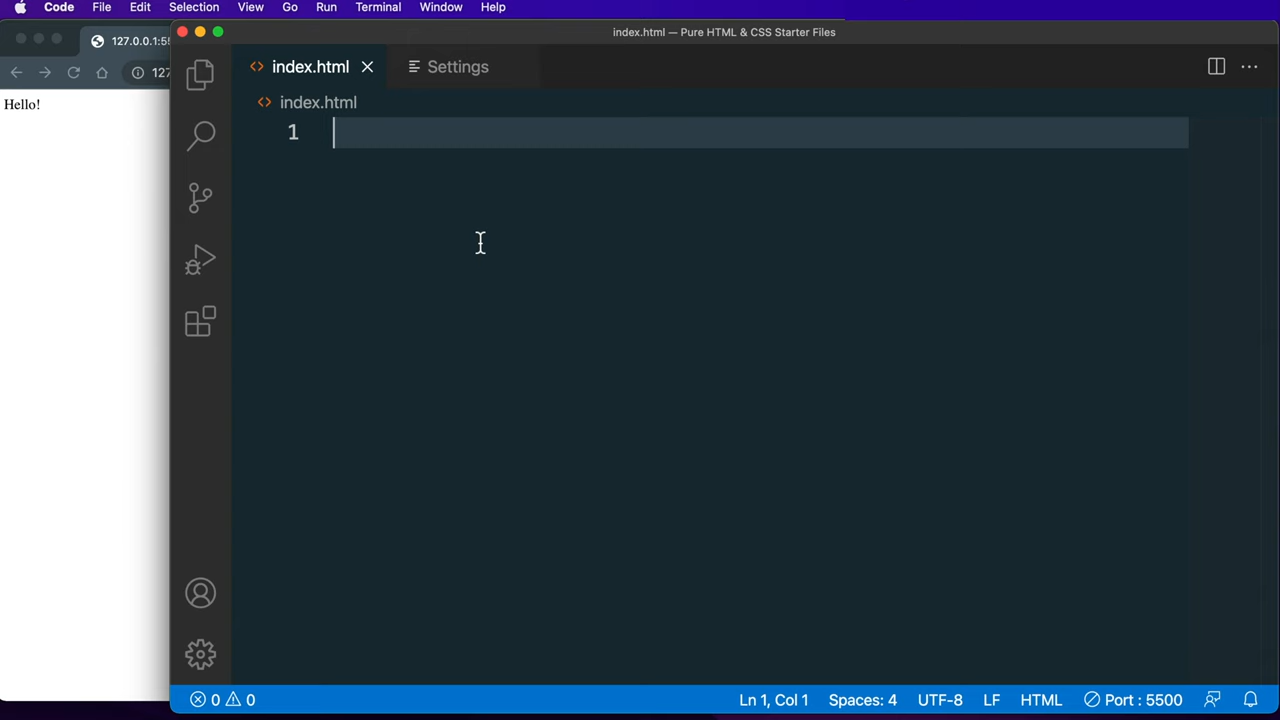 Code File Edit Selection View Go Run Terminal Window Help
index.html — Pure HTML & CSS Starter Files
127.0.0.1:5
index.html Settings
127
Hello!
index.html
1
0 0 Ln 1, Col 1 Spaces: 4 UTF-8 LF HTML Port : 5500